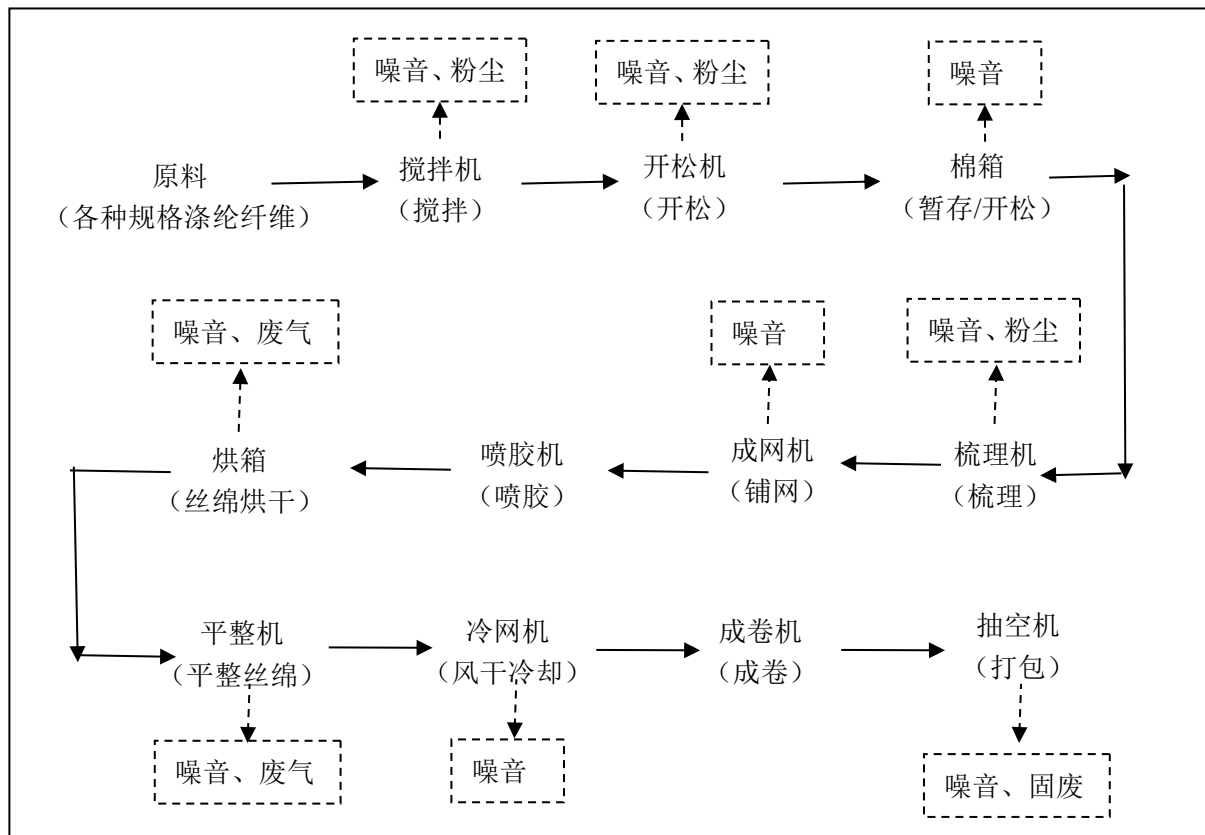 噪音、粉尘
噪音、粉尘
噪音
原料
（各种规格涤纶纤维）
搅拌机
（搅拌）
开松机
（开松）
棉箱
（暂存/开松）
噪音、废气
噪音
噪音、粉尘
烘箱
（丝绵烘干）
喷胶机
（喷胶）
成网机
（铺网）
梳理机
（梳理）
平整机
（平整丝绵）
冷网机
（风干冷却）
成卷机
（成卷）
抽空机
（打包）
噪音、废气
噪音
噪音、固废